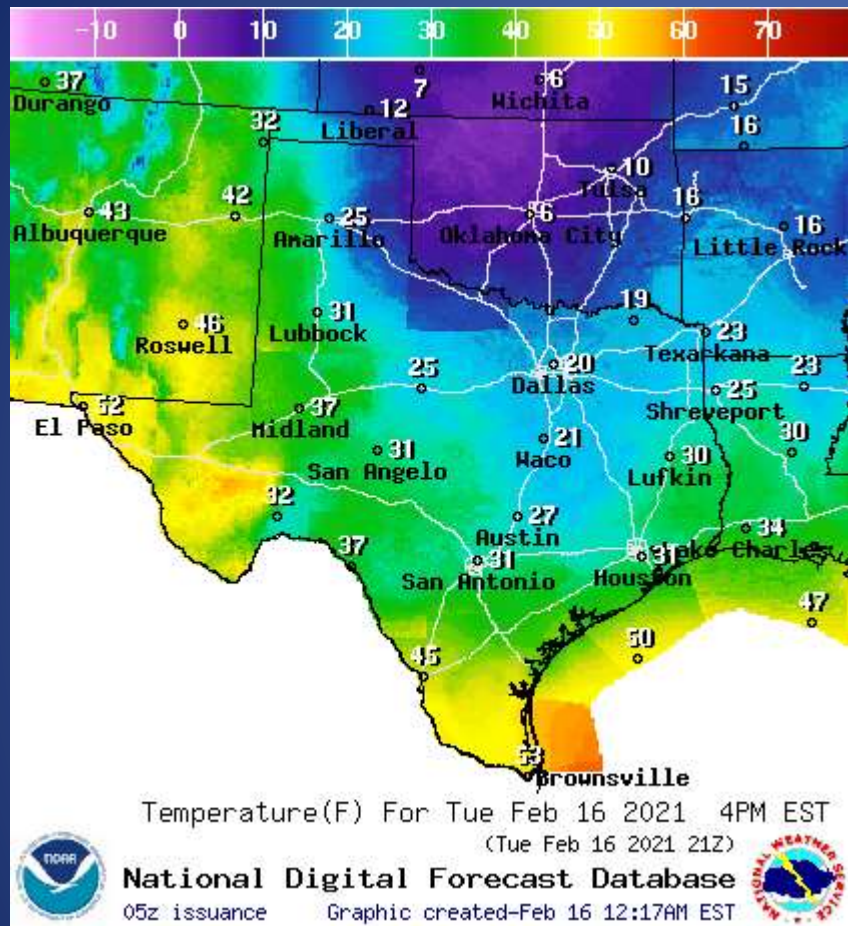 -10 0 10 20 30 40 50 60 70
37
Durango
7
6
Wichita
15
12
Liberal
32
16
10
Tulsa
43
Albuquerque
42
25
Amarillo
6
Oklahoma City
16
16
Little Rock
46
Roswell
31
Lubbock
19
23
Texarkana
20
Dallas
25
25
Shreveport
23
52
El Paso
37
Midland
31
San Angelo
21
Waco
30
Lufkin
30
32
27
Austin
34
Lake Charles
37
31
San Antonio
31
Houston
47
50
45
53
Brownsville
Temperature(F) For Tue Feb 16 2021 4PM EST
(Tue Feb 16 2021 21Z)
NOAA
National Digital Forecast Database
05z issuance Graphic created-Feb 16 12:17AM EST
NATIONAL WEATHER SERVICE